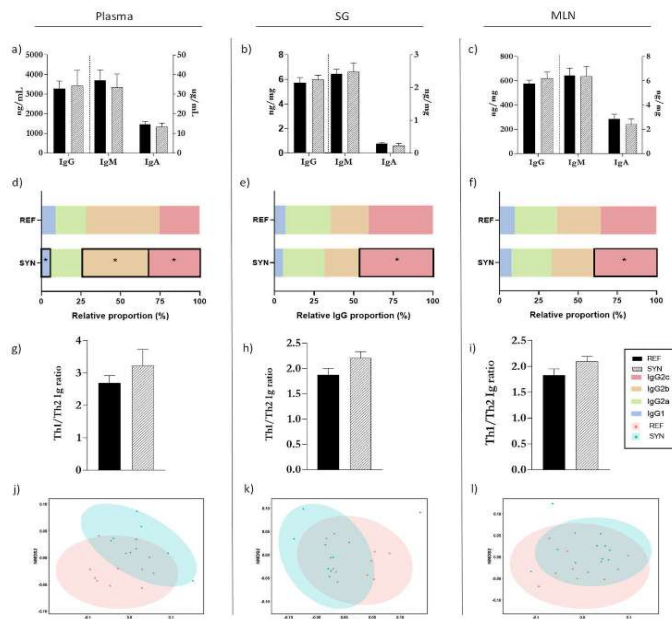 Plasma
SG
MLN
a)
5000
4000
3000
2000
1000
0
ng/mL
50
40
30
20
10
0
ng/mL
IgG
IgM
IgA
b)
8
6
4
2
0
ng/mg
3
2
1
0
ng/mg
IgG
IgM
IgA
c)
800
600
400
200
0
ng/mg
8
6
4
2
0
ng/mg
IgG
IgM
IgA
d)
REF
SYN
* * *
0 25 50 75 100
Relative proportion (%)
e)
REF
SYN
*
0 25 50 75 100
Relative IgG proportion (%)
f)
REF
SYN
*
0 25 50 75 100
Relative proportion (%)
g)
Th1/Th2 Ig ratio
4
3
2
1
0
h)
Th1/Th2 Ig ratio
2.5
2.0
1.5
1.0
0.5
0.0
i)
Th1/Th2 Ig ratio
2.5
2.0
1.5
1.0
0.5
0.0
REF
SYN
IgG2c
IgG2b
IgG2a
IgG1
REF
SYN
j)
k)
l)